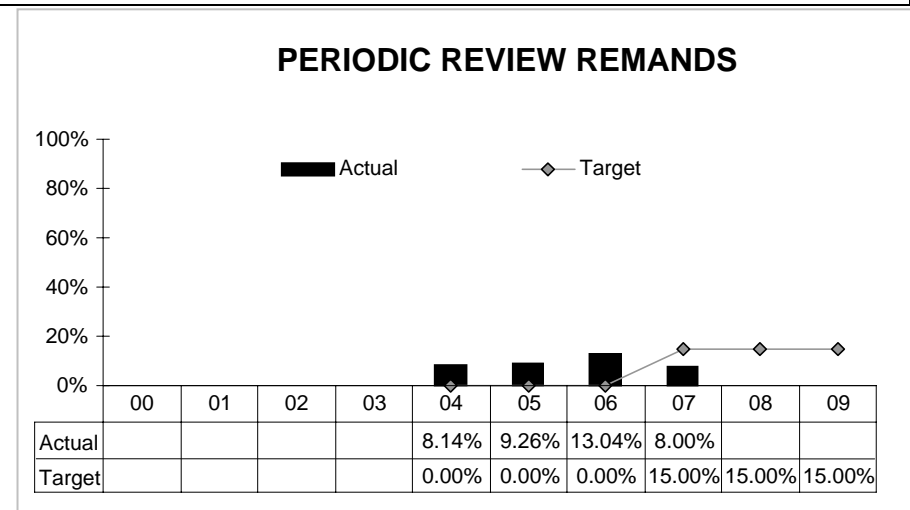 PERIODIC REVIEW REMANDS
100%
Actual
Target
80%
60%
40%
20%
0%
00 01 02 03 04 05 06 07 08 09
Actual 8.14% 9.26% 13.04% 8.00%
Target 0.00% 0.00% 0.00% 15.00% 15.00% 15.00%